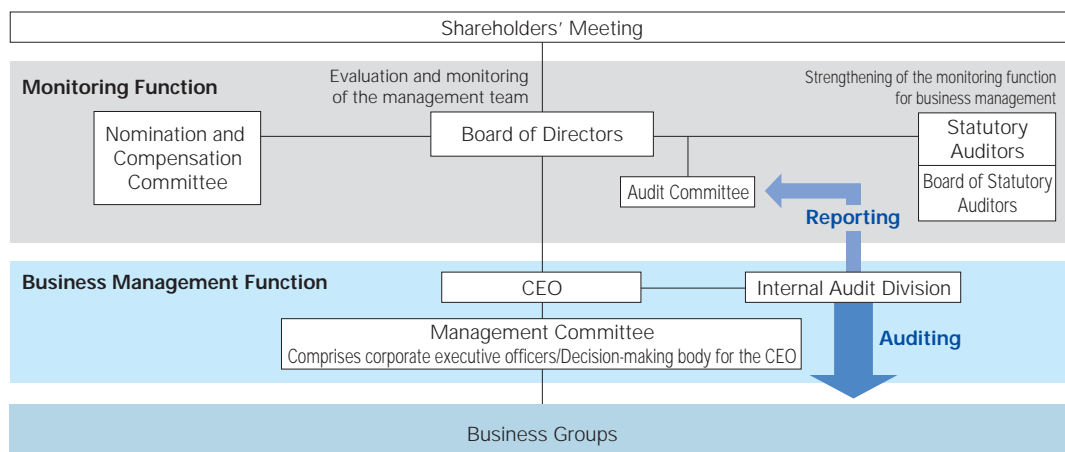 Shareholders' Meeting
Monitoring Function
Evaluation and monitoring
of the management team
Strengthening of the monitoring function
for business management
Nomination and
Compensation
Committee
Board of Directors
Statutory
Auditors
Board of Statutory
Auditors
Audit Committee
Reporting
Business Management Function
CEO
Internal Audit Division
Management Committee
Comprises corporate executive officers/Decision-making body for the CEO
Auditing
Business Groups